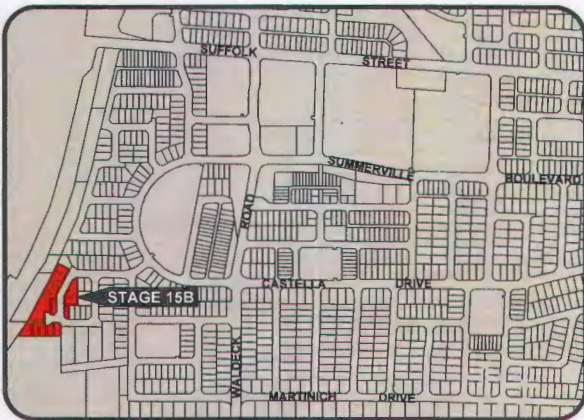 SUFFOLK
STREET
SUMMERVILLE
BOULEVARD
ROAD
CASTELLA
DRIVE
STAGE 15B
WALDECK
MARTINICH
DRIVE